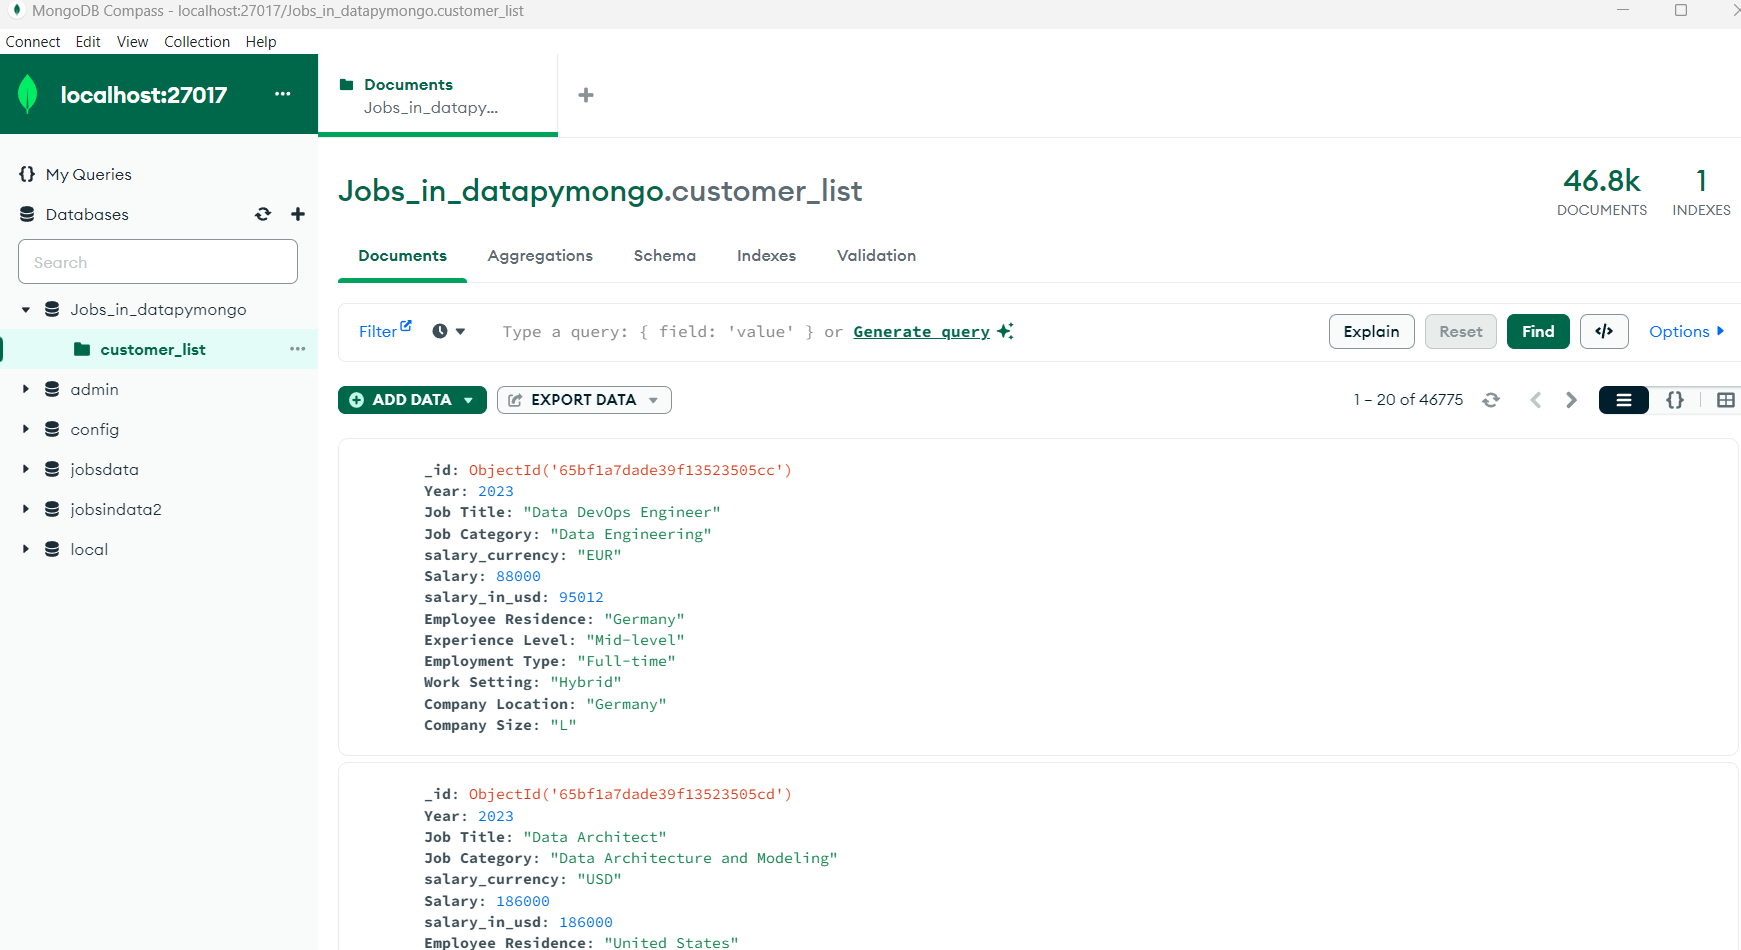 MongoDB Compass - localhost:27017/Jobs_in_datapymongo.customer_list
Connect Edit View Collection Help
localhost:27017 ...
Documents
Jobs_in_datapy...
My Queries
Databases
Search
Jobs_in_datapymongo
customer_list ...
admin
config
jobsdata
jobsindata2
local
Jobs_in_datapymongo.customer_list
46.8k
DOCUMENTS
1
INDEXES
Documents Aggregations Schema Indexes Validation
Filter Type a query: { field: 'value' } or Generate query Explain Reset Find </> Options
ADD DATA EXPORT DATA 1 – 20 of 46775 {}
_id: ObjectId('65bf1a7dade39f13523505cc')
Year: 2023
Job Title: "Data DevOps Engineer"
Job Category: "Data Engineering"
salary_currency: "EUR"
Salary: 88000
salary_in_usd: 95012
Employee Residence: "Germany"
Experience Level: "Mid-level"
Employment Type: "Full-time"
Work Setting: "Hybrid"
Company Location: "Germany"
Company Size: "L"
_id: ObjectId('65bf1a7dade39f13523505cd')
Year: 2023
Job Title: "Data Architect"
Job Category: "Data Architecture and Modeling"
salary_currency: "USD"
Salary: 186000
salary_in_usd: 186000
Employee Residence: "United States"